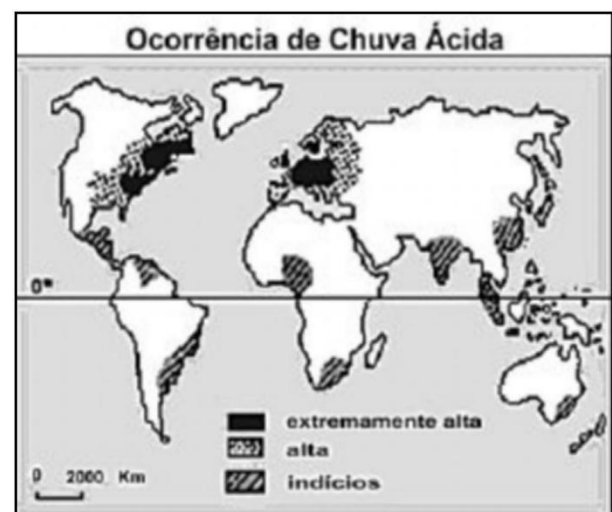 Ocorrência de Chuva Ácida
0°
extremamente alta
alta
indícios
0 2000 Km